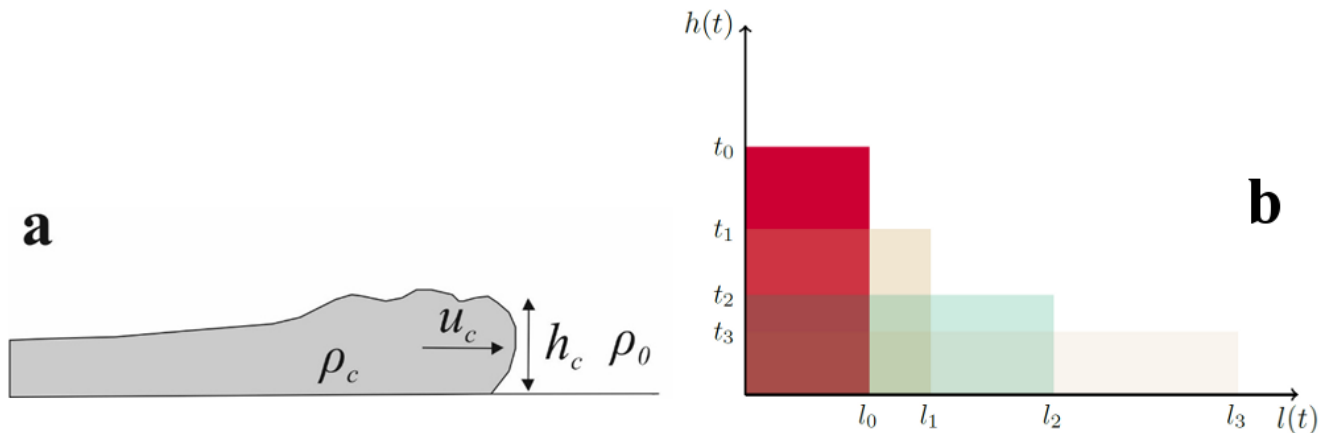 a
u_c
ρ_c
h_c
ρ_0
h(t)
t_0
t_1
t_2
t_3
l_0
l_1
l_2
l_3
l(t)
b